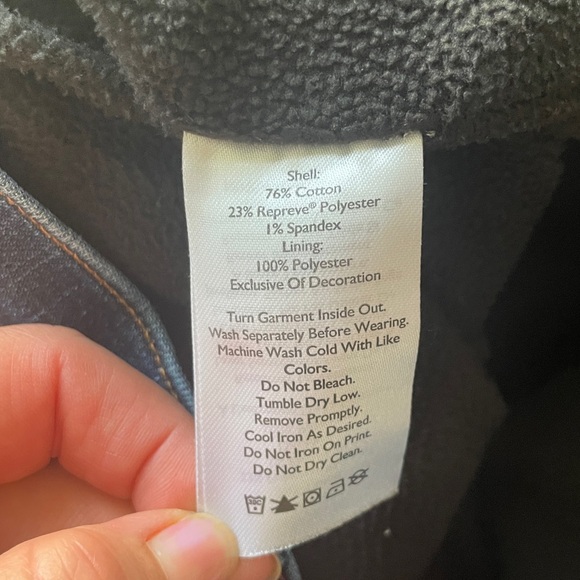 Shell:
76% Cotton
23% Repreve® Polyester
1% Spandex
Lining:
100% Polyester
Exclusive Of Decoration
Turn Garment Inside Out.
Wash Separately Before Wearing.
Machine Wash Cold With Like
Colors.
Do Not Bleach.
Tumble Dry Low.
Remove Promptly.
Cool Iron As Desired.
Do Not Iron On Print.
Do Not Dry Clean.
30C